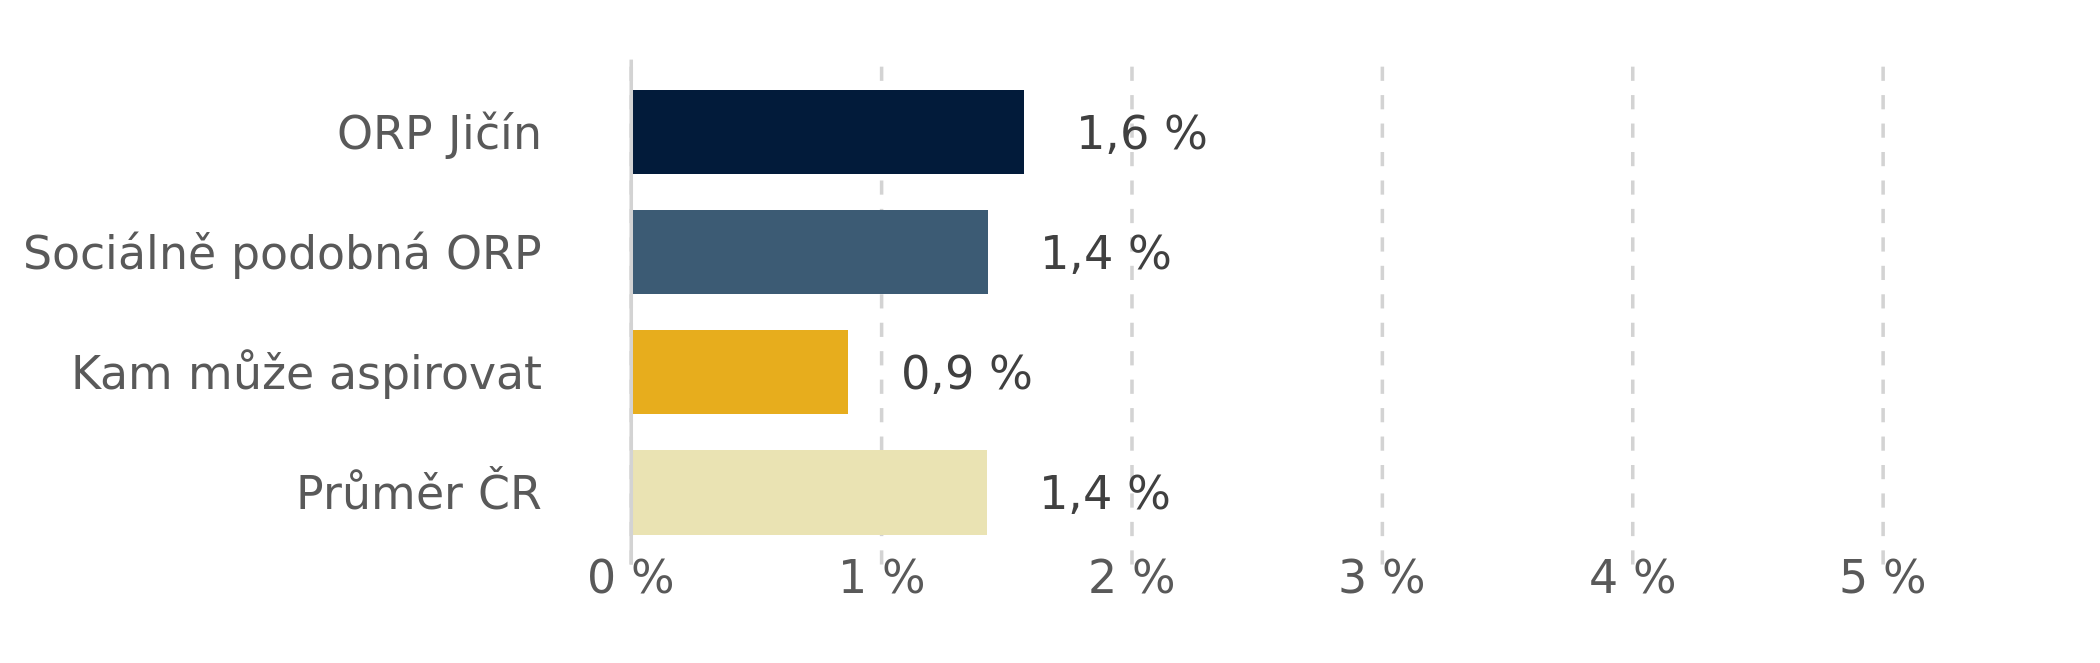 ORP Jičín 1,6 %
Sociálně podobná ORP 1,4 %
Kam může aspirovat 0,9 %
Průměr ČR 1,4 %
0 % 1 % 2 % 3 % 4 % 5 %